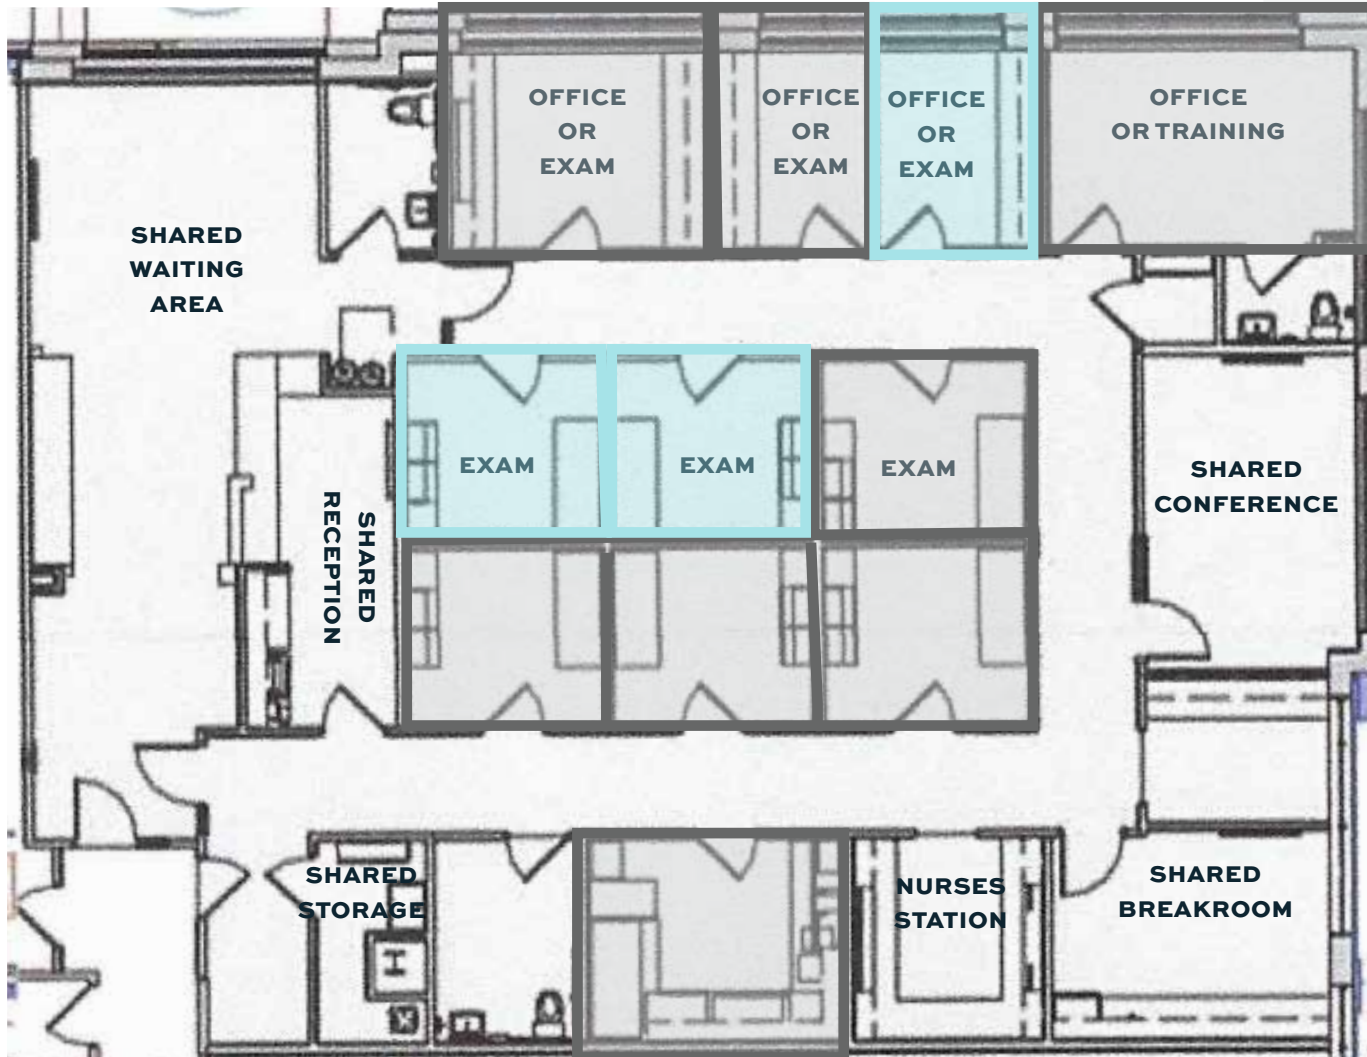 OFFICE
OR
EXAM
OFFICE
OR
EXAM
OFFICE
OR
EXAM
OFFICE
OR TRAINING
SHARED
WAITING
AREA
EXAM
EXAM
EXAM
SHARED
CONFERENCE
SHARED
RECEPTION
SHARED
STORAGE
NURSES
STATION
SHARED
BREAKROOM